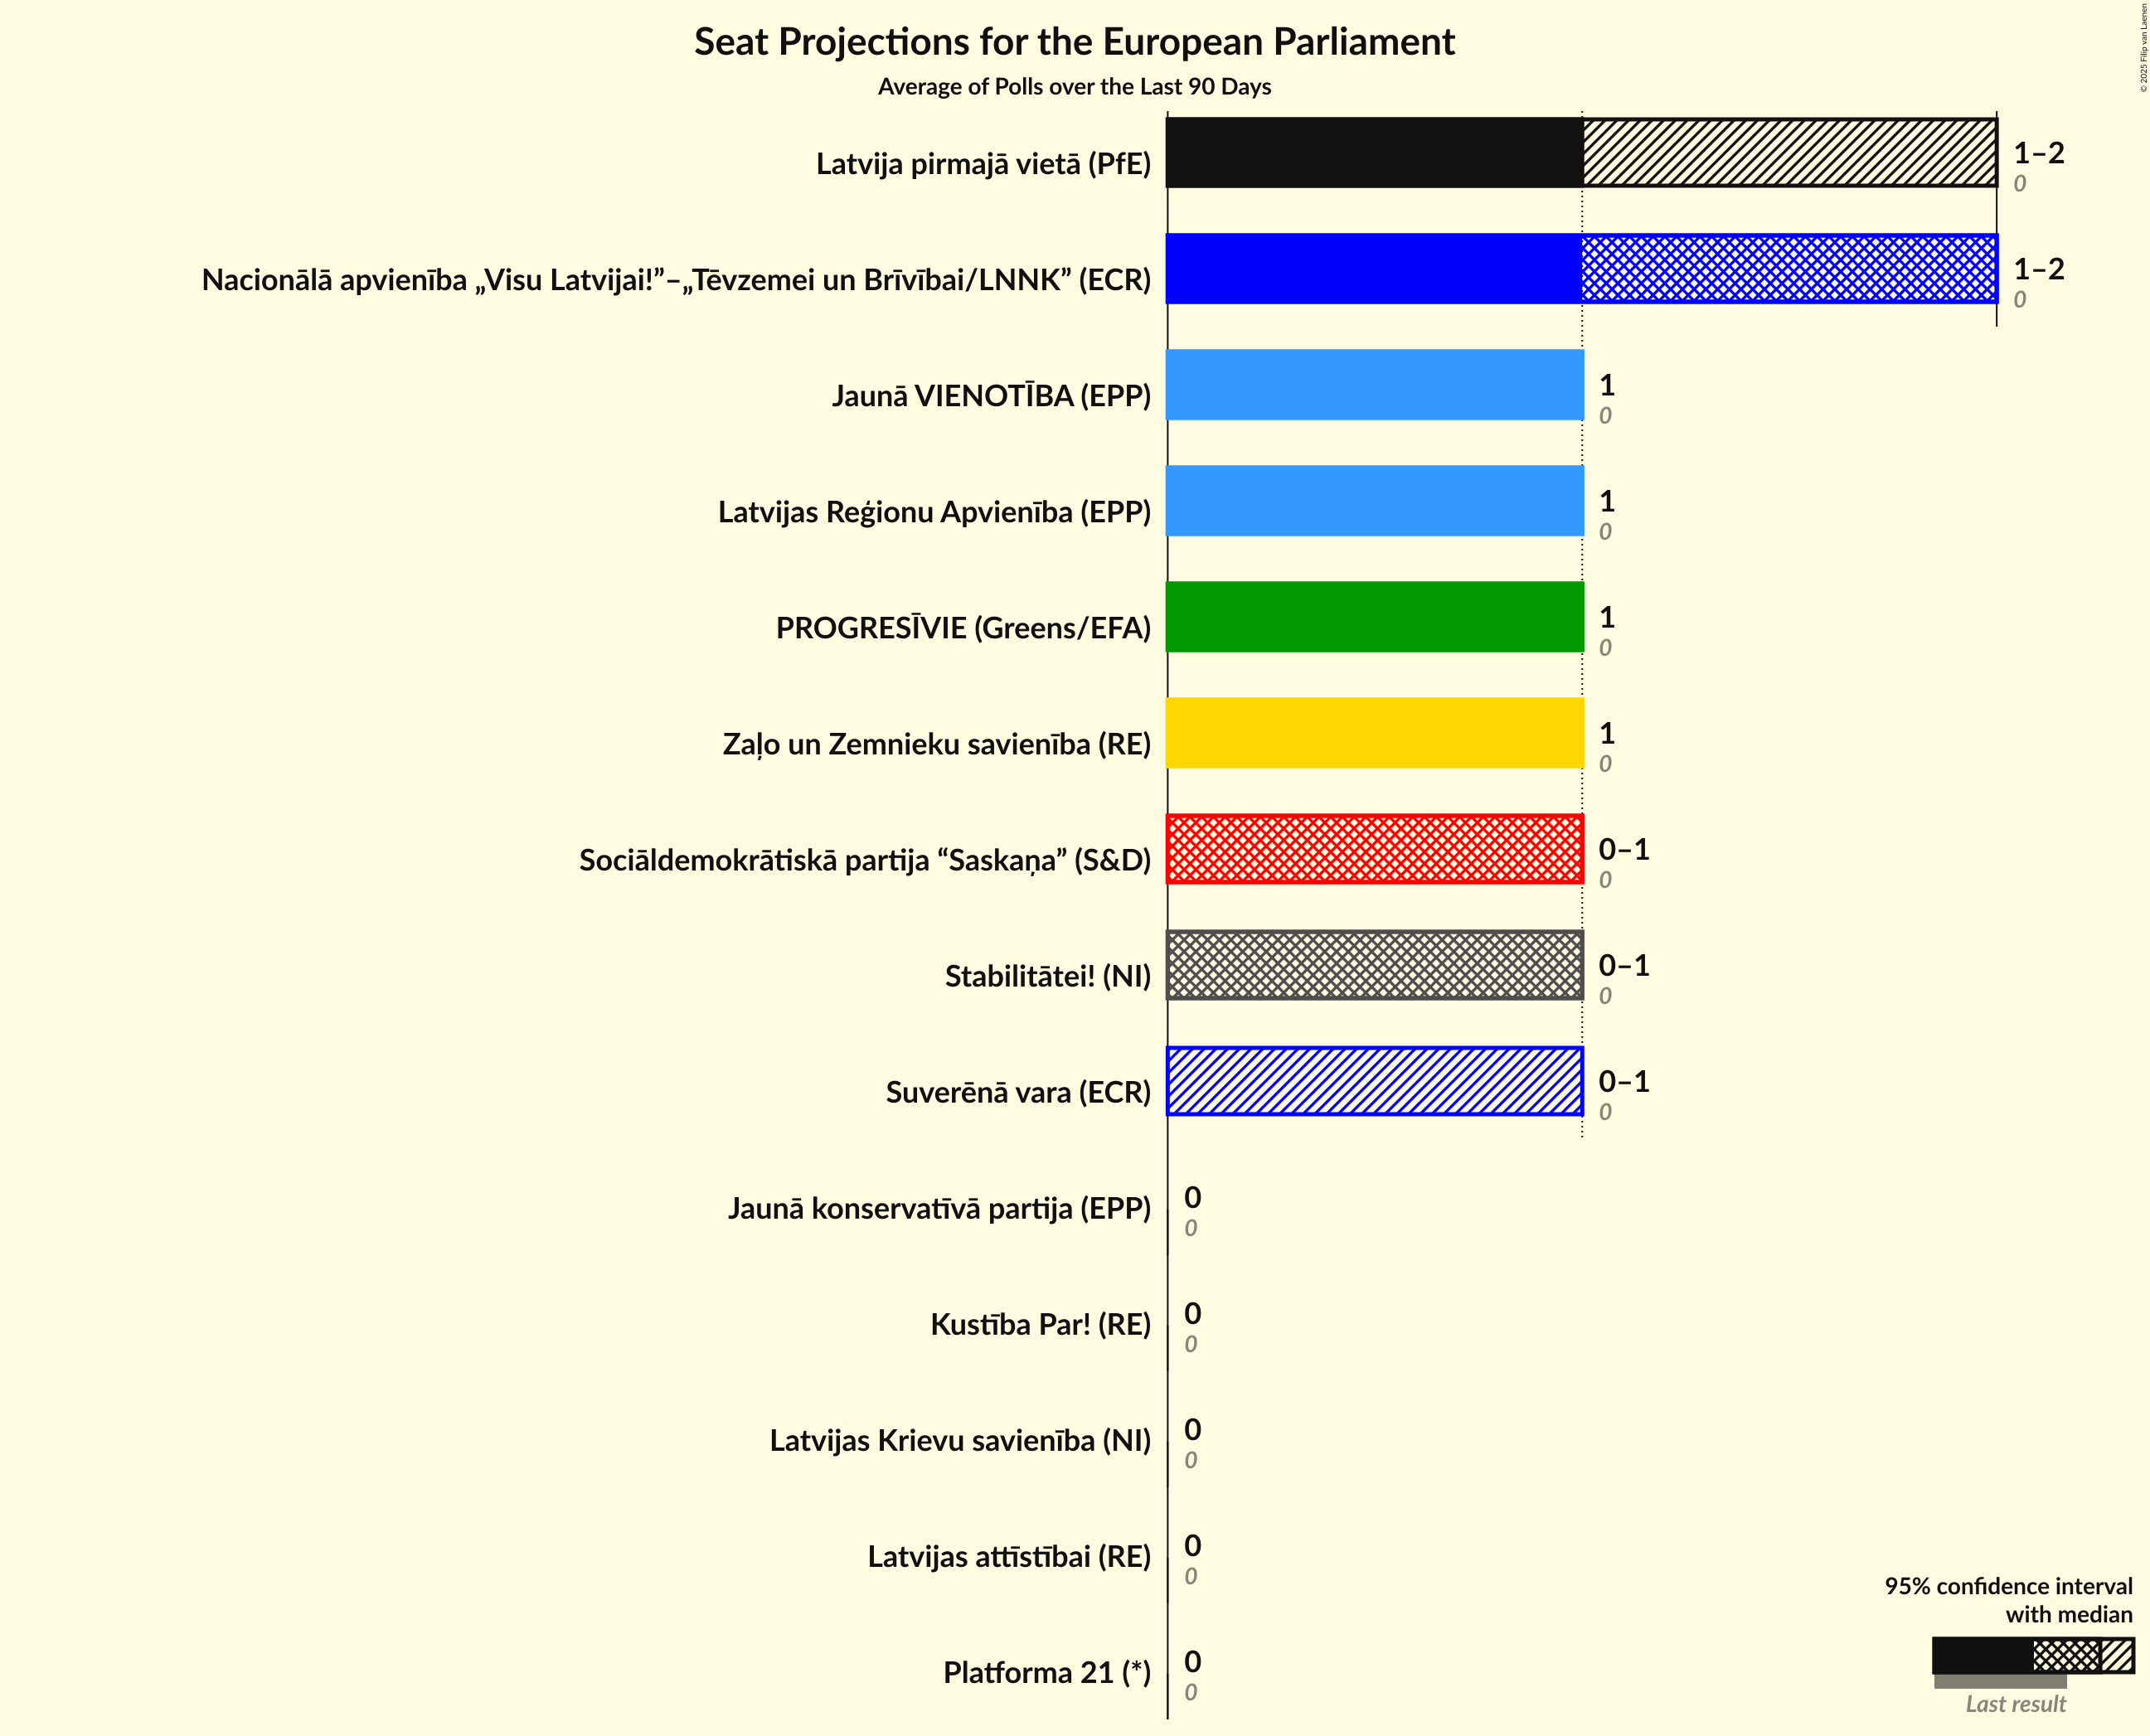 Seat Projections for the European Parliament
Average of Polls over the Last 90 Days
© 2025 Filip van Laenen
Latvija pirmajā vietā (PfE)
1–2
0
Nacionālā apvienība „Visu Latvijai!”–„Tēvzemei un Brīvībai/LNNK” (ECR)
1–2
0
Jaunā VIENOTĪBA (EPP)
1
0
Latvijas Reģionu Apvienība (EPP)
1
0
PROGRESĪVIE (Greens/EFA)
1
0
Zaļo un Zemnieku savienība (RE)
1
0
Sociāldemokrātiskā partija “Saskaņa” (S&D)
0–1
0
Stabilitātei! (NI)
0–1
0
Suverēnā vara (ECR)
0–1
0
Jaunā konservatīvā partija (EPP)
0
0
Kustība Par! (RE)
0
0
Latvijas Krievu savienība (NI)
0
0
Latvijas attīstībai (RE)
0
0
Platforma 21 (*)
0
0
95% confidence interval
with median
Last result